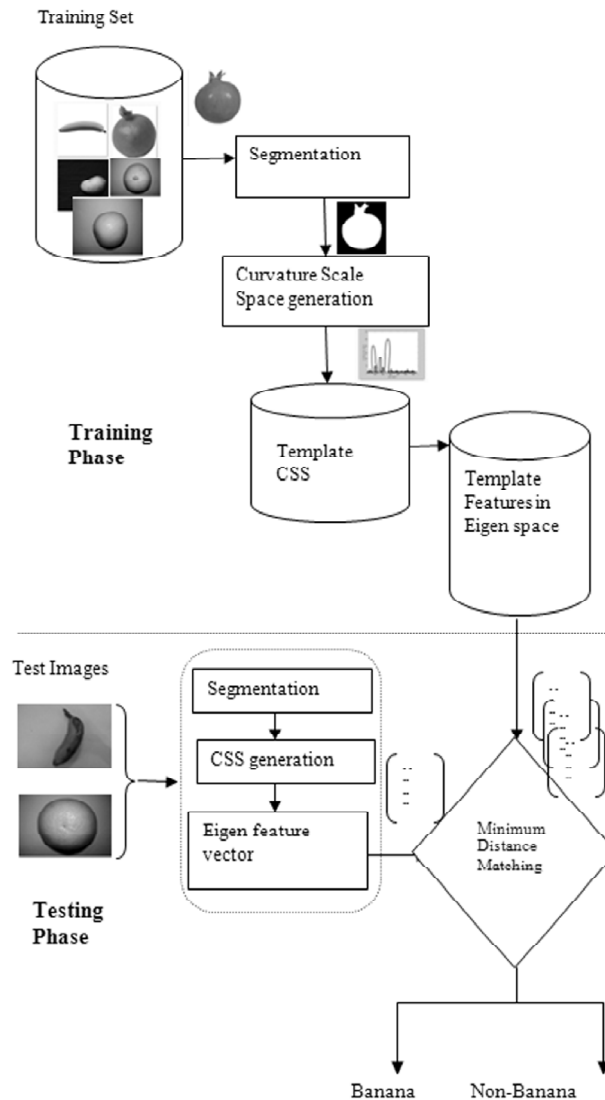 Training Set
Segmentation
Curvature Scale
Space generation
Training
Phase
Template
CSS
Template
Features in
Eigen space
Test Images
Segmentation
CSS generation
Eigen feature
vector
Minimum
Distance
Matching
Testing
Phase
Banana
Non-Banana